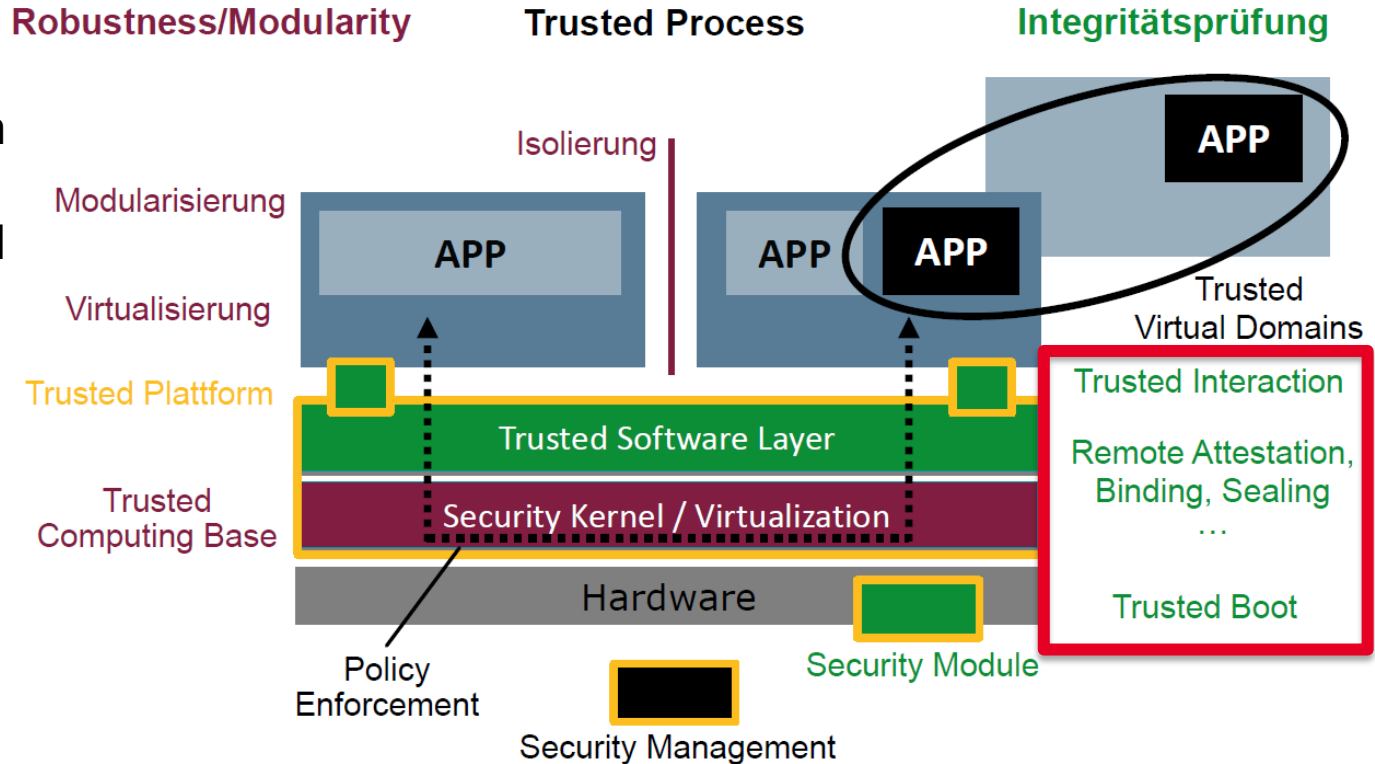 Robustness/Modularity
Trusted Process
Integritätsprüfung
APP
Isolierung
Modularisierung
APP
APP
APP
Virtualisierung
Trusted
Virtual Domains
Trusted Plattform
Trusted Interaction
Trusted Software Layer
Remote Attestation,
Binding, Sealing
…
Trusted
Computing Base
Security Kernel / Virtualization
Hardware
Trusted Boot
Policy
Enforcement
Security Module
Security Management